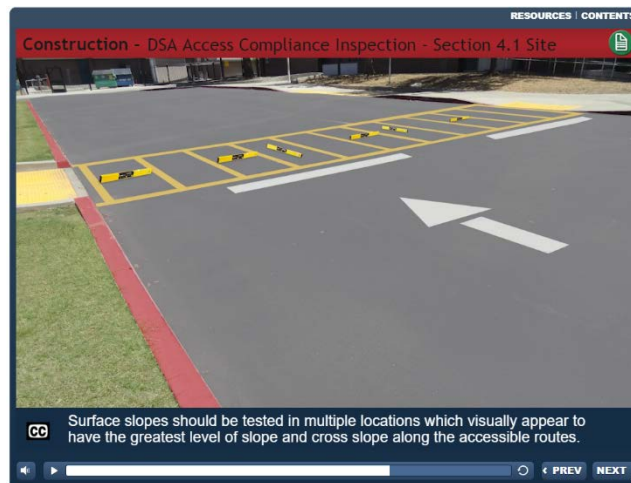 RESOURCES | CONTENTS
Construction - DSA Access Compliance Inspection - Section 4.1 Site
CC
Surface slopes should be tested in multiple locations which visually appear to
have the greatest level of slope and cross slope along the accessible routes.
‹ PREV NEXT